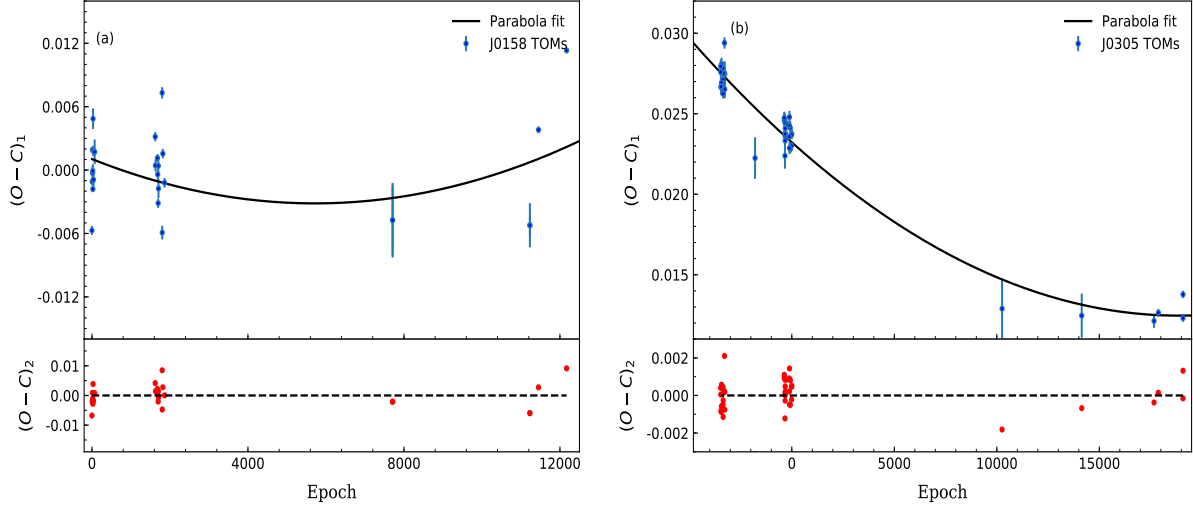 (a)
Parabola fit
J0158 TOMs
0.012
0.006
0.000
-0.006
-0.012
(O − C)₁
0.01
0.00
-0.01
(O − C)₂
0
4000
8000
12000
Epoch
(b)
Parabola fit
J0305 TOMs
0.030
0.025
0.020
0.015
(O − C)₁
0.002
0.000
-0.002
(O − C)₂
0
5000
10000
15000
Epoch